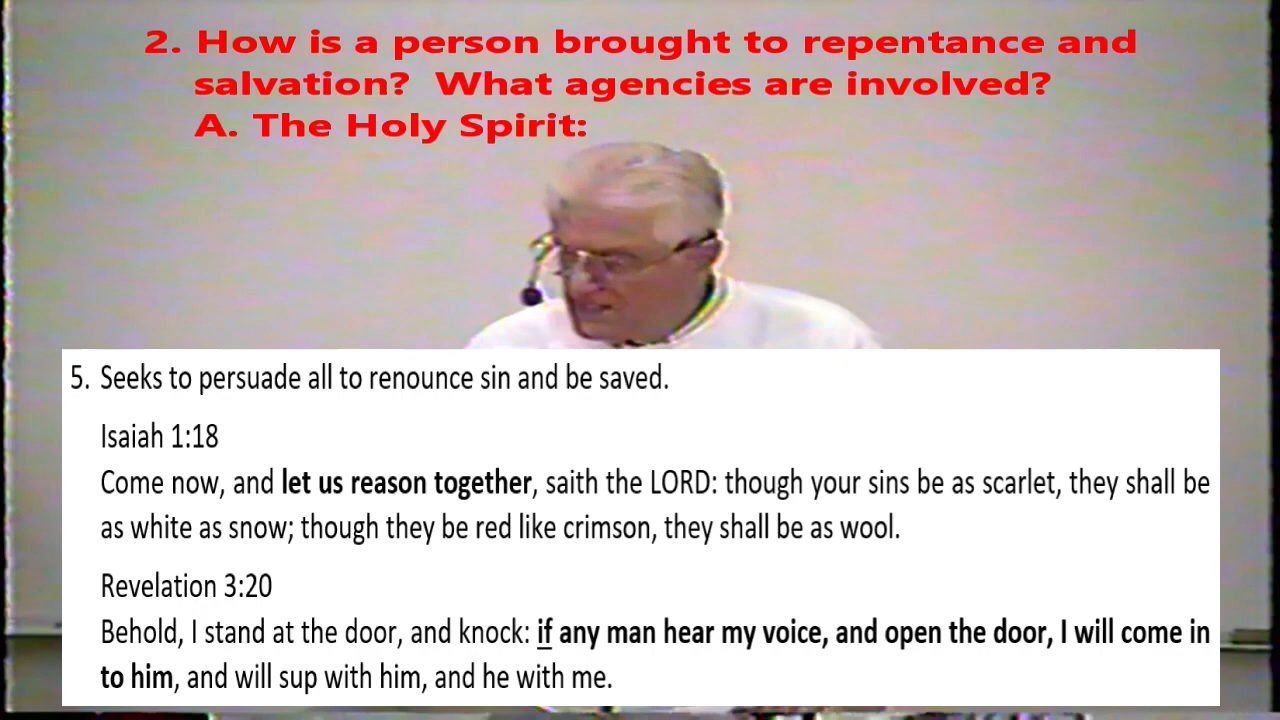 2. How is a person brought to repentance and
salvation?  What agencies are involved?
A. The Holy Spirit:
5. Seeks to persuade all to renounce sin and be saved.
Isaiah 1:18
Come now, and let us reason together, saith the LORD: though your sins be as scarlet, they shall be
as white as snow; though they be red like crimson, they shall be as wool.
Revelation 3:20
Behold, I stand at the door, and knock: if any man hear my voice, and open the door, I will come in
to him, and will sup with him, and he with me.